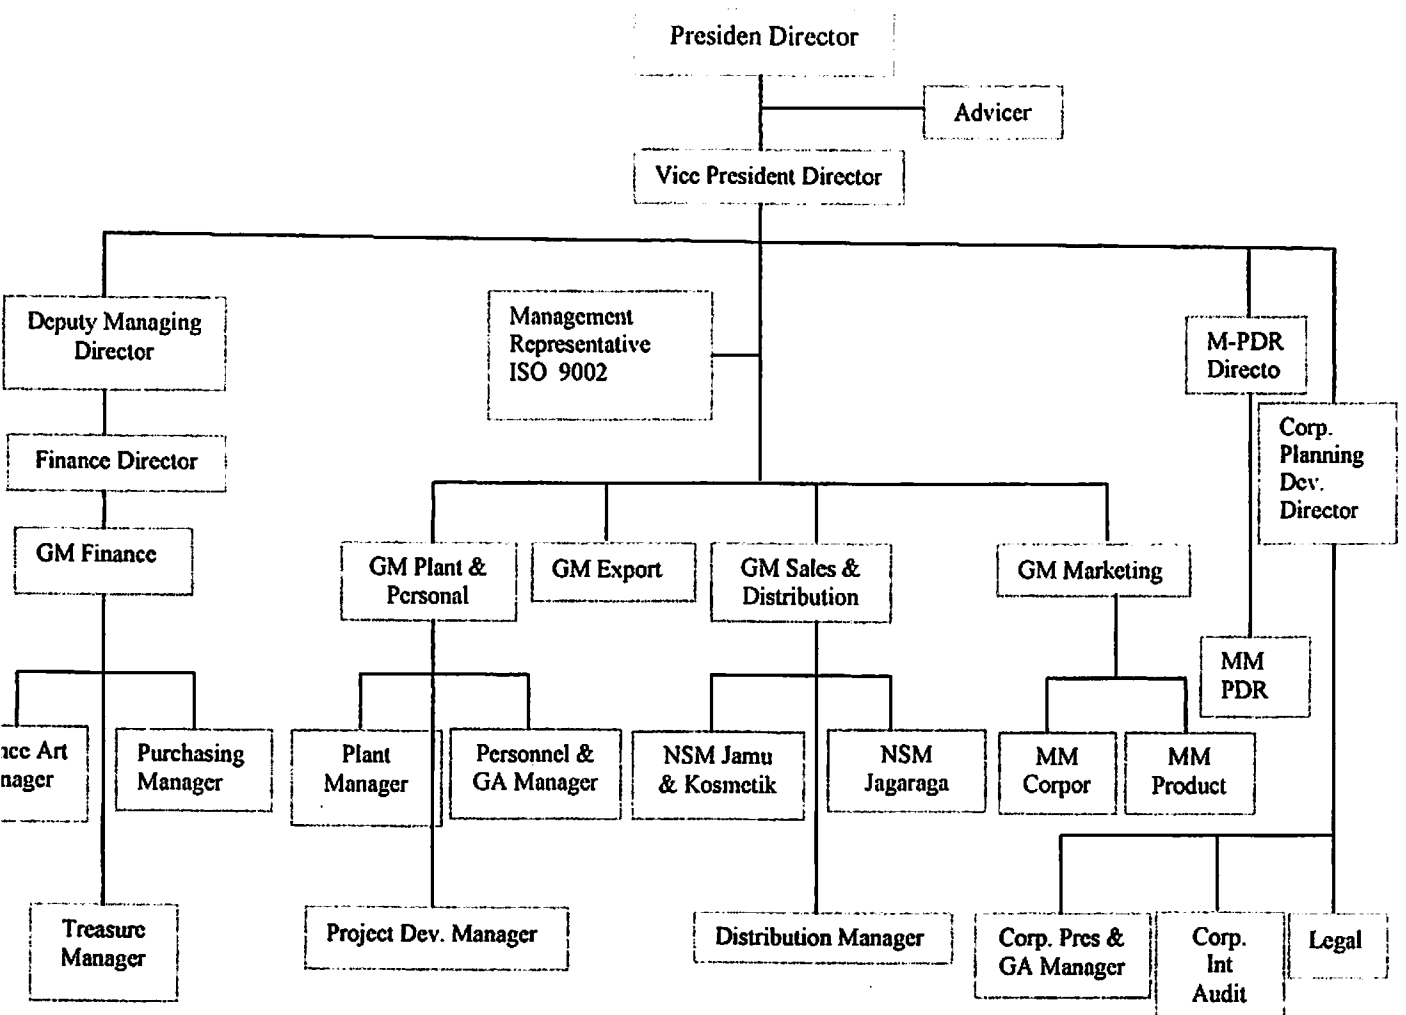 Presiden Director
Advicer
Vice President Director
Deputy Managing
Director
Management
Representative
ISO 9002
M-PDR
Directo
Corp.
Planning
Dev.
Director
Finance Director
GM Finance
GM Plant &
Personal
GM Export
GM Sales &
Distribution
GM Marketing
MM
PDR
Art
Purchasing
Manager
Plant
Manager
Personnel &
GA Manager
NSM Jamu
& Kosmetik
NSM
Jagaraga
MM
Corpor
MM
Product
Treasure
Manager
Project Dev. Manager
Distribution Manager
Corp. Pres &
GA Manager
Corp.
Int
Audit
Legal